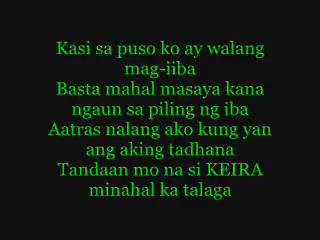 Kasi sa puso ko ay walang
mag-iiba
Basta mahal masaya kana
ngaun sa piling ng iba
Aatras nalang ako kung yan
ang aking tadhana
Tandaan mo na si KEIRA
minahal ka talaga